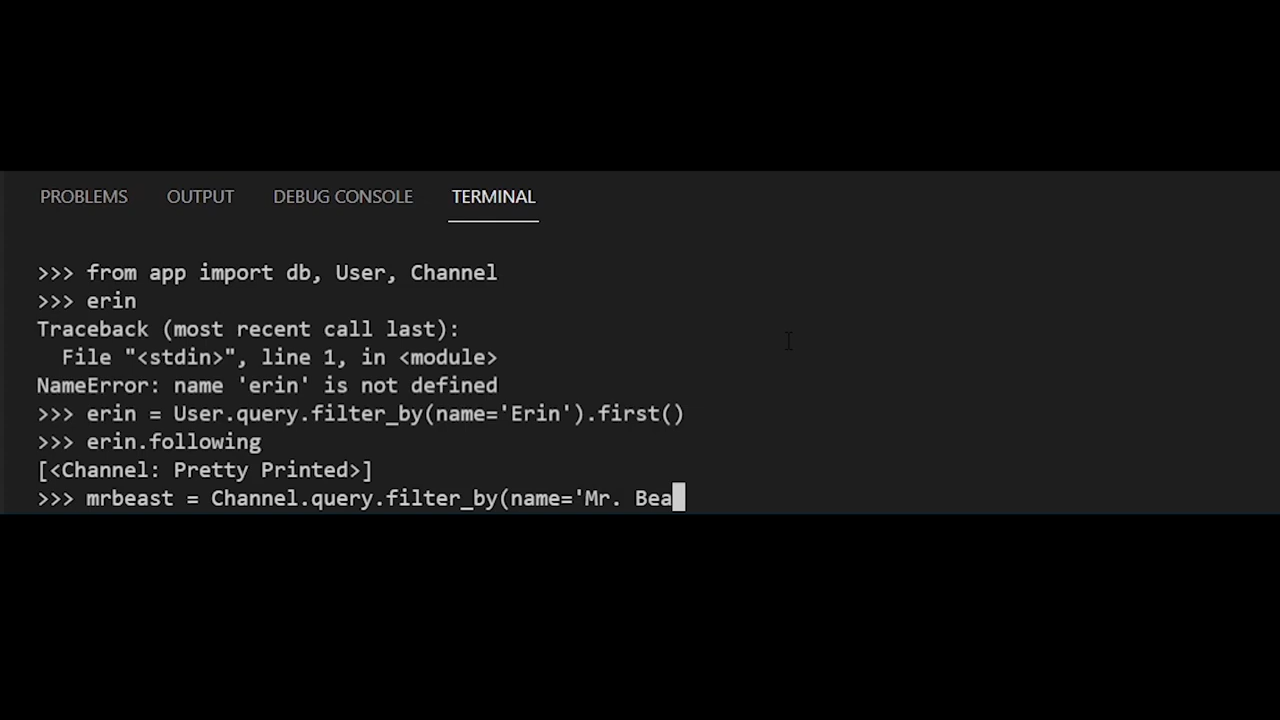 PROBLEMS OUTPUT DEBUG CONSOLE TERMINAL
>>> from app import db, User, Channel
>>> erin
Traceback (most recent call last):
  File "<stdin>", line 1, in <module>
NameError: name 'erin' is not defined
>>> erin = User.query.filter_by(name='Erin').first()
>>> erin.following
[<Channel: Pretty Printed>]
>>> mrbeast = Channel.query.filter_by(name='Mr. Bea